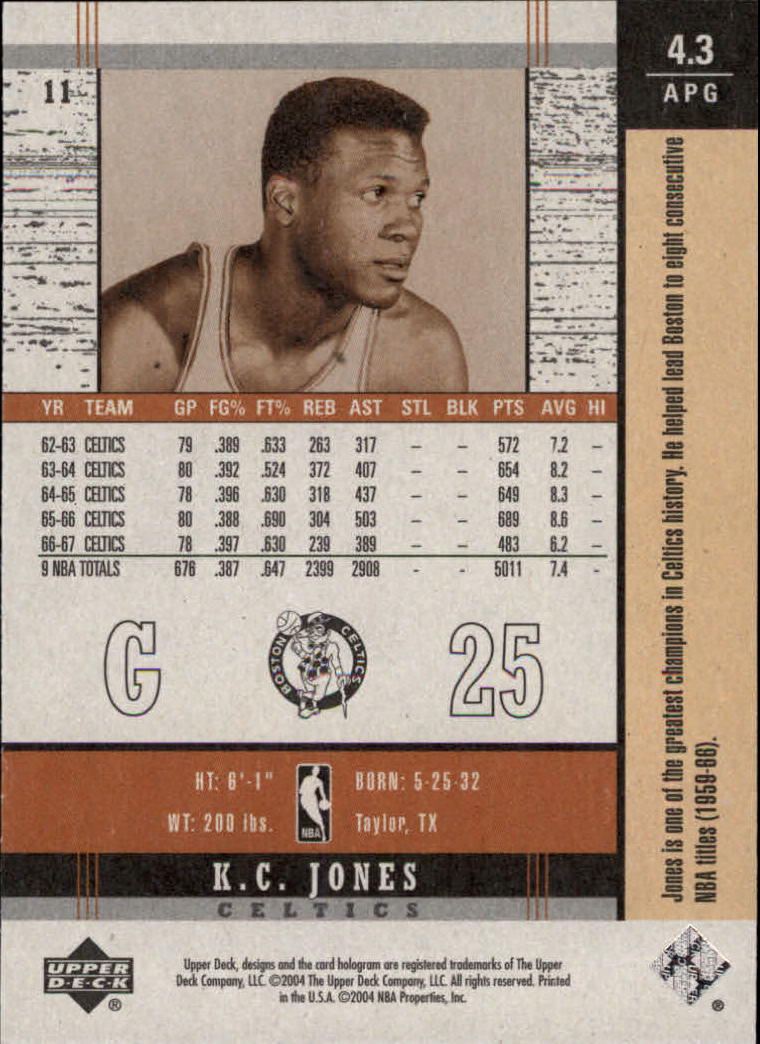 4.3
APG
11
YR TEAM GP FG% FT% REB AST STL BLK PTS AVG HI
62-63 CELTICS 79 .389 .633 263 317 – – 572 7.2 –
63-64 CELTICS 80 .392 .524 372 407 – – 654 8.2 –
64-65 CELTICS 78 .396 .630 318 437 – – 649 8.3 –
65-66 CELTICS 80 .388 .690 304 503 – – 689 8.6 –
66-67 CELTICS 78 .397 .630 239 389 – – 483 6.2 –
9 NBA TOTALS 676 .387 .647 2399 2908 - - 5011 7.4 -
G
BOSTON CELTICS
25
HT: 6'-1" BORN: 5-25-32
WT: 200 lbs. Taylor, TX
NBA
K.C. JONES
CELTICS
Jones is one of the greatest champions in Celtics history. He helped lead Boston to eight consecutive
NBA titles (1959-66).
UPPER
D·E·C·K
®
Upper Deck, designs and the card hologram are registered trademarks of The Upper
Deck Company, LLC. ©2004 The Upper Deck Company, LLC. All rights reserved. Printed
in the U.S.A. ©2004 NBA Properties, Inc.
®